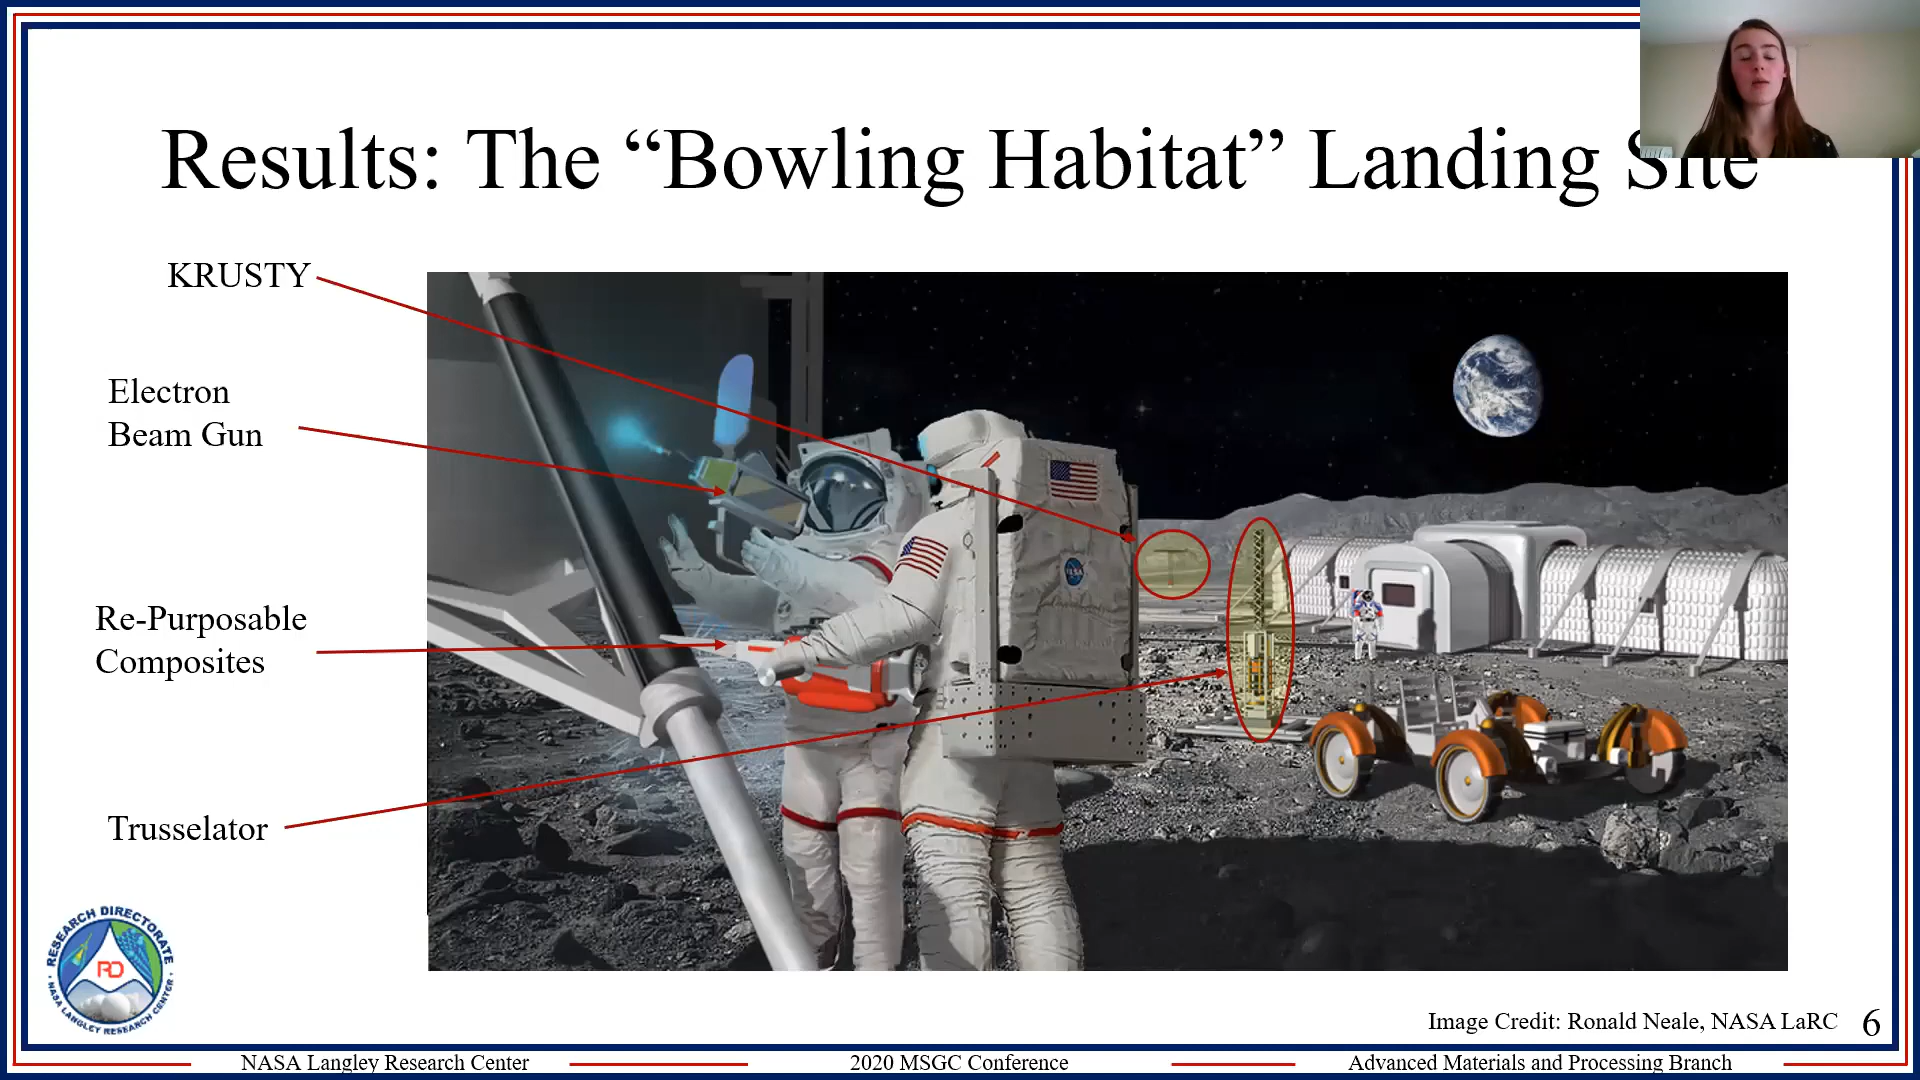 Results: The “Bowling Habitat” Landing Site
KRUSTY
Electron
Beam Gun
Re-Purposable
Composites
Trusselator
NASA
RESEARCH DIRECTORATE
RD
NASA LANGLEY RESEARCH CENTER
Image Credit: Ronald Neale, NASA LaRC
6
NASA Langley Research Center
2020 MSGC Conference
Advanced Materials and Processing Branch